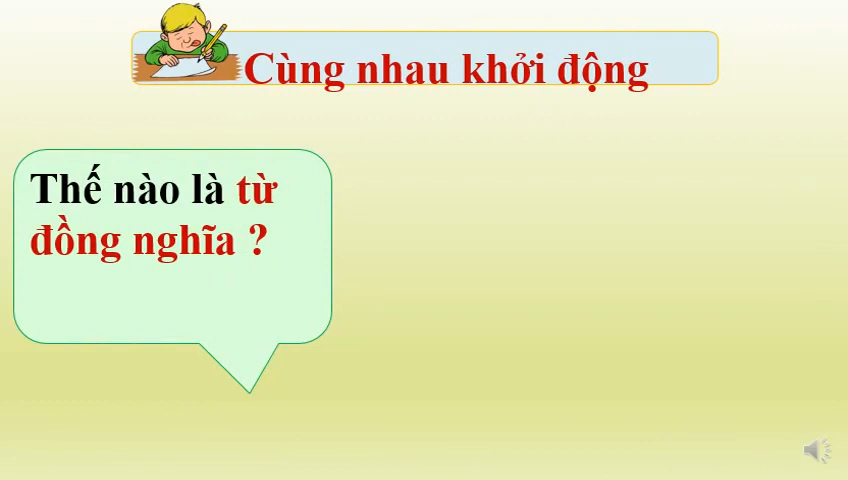 Cùng nhau khởi động
Thế nào là từ
đồng nghĩa ?